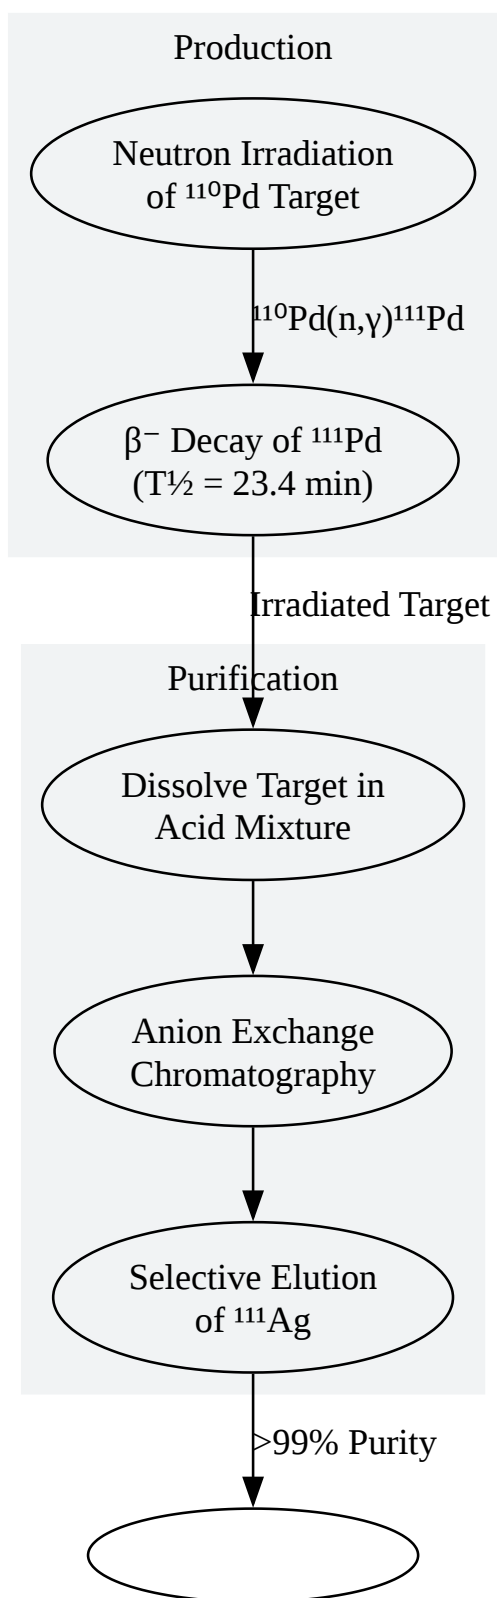 Production
Neutron Irradiation
of ¹¹⁰Pd Target
¹¹⁰Pd(n,γ)¹¹¹Pd
β⁻ Decay of ¹¹¹Pd
(T½ = 23.4 min)
Irradiated Target
Purification
Dissolve Target in
Acid Mixture
Anion Exchange
Chromatography
Selective Elution
of ¹¹¹Ag
>99% Purity